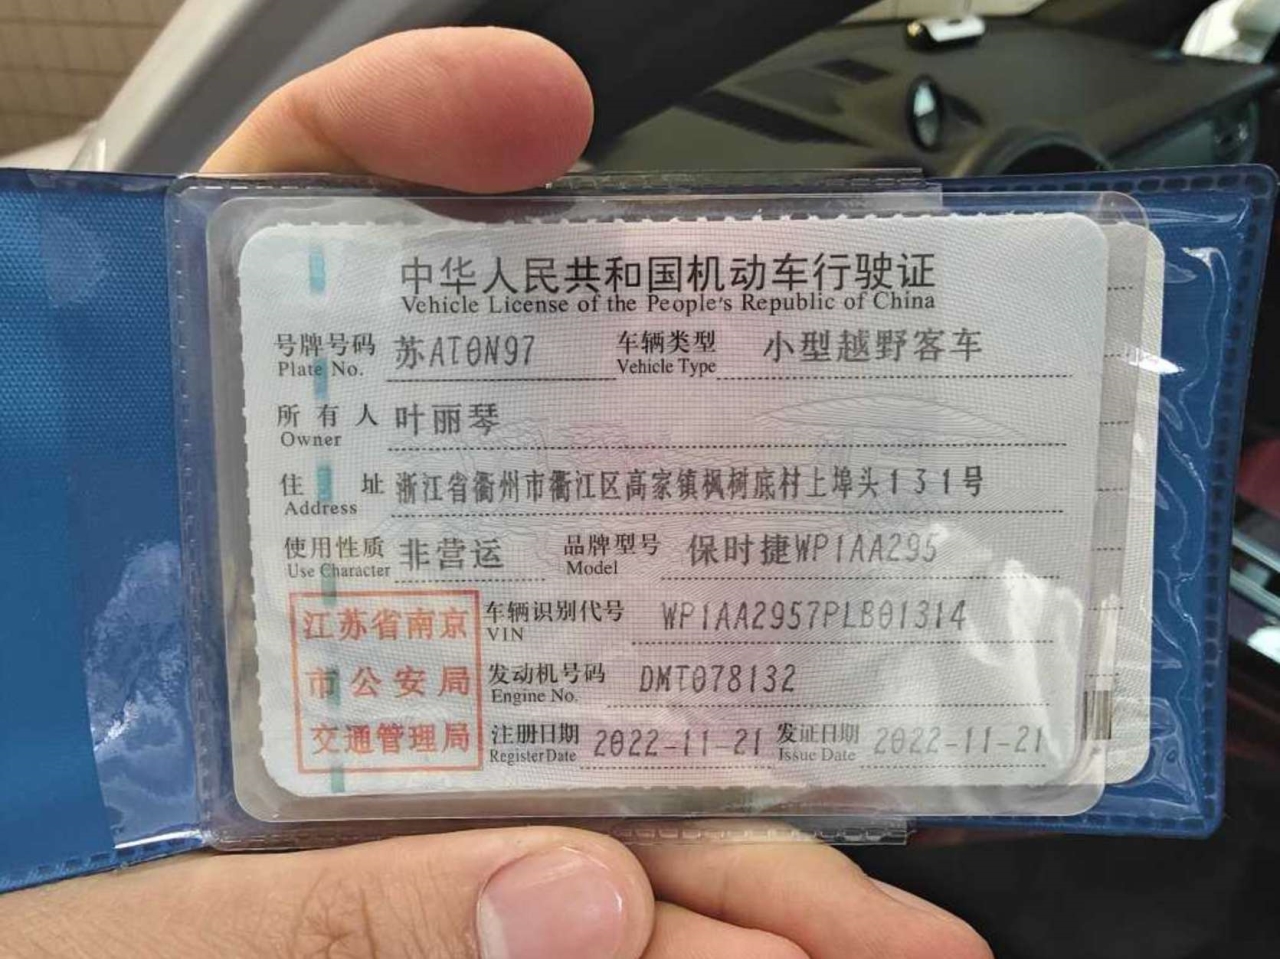 中华人民共和国机动车行驶证
Vehicle License of the People's Republic of China
号牌号码 苏AT0N97 车辆类型 小型越野客车
Plate No. Vehicle Type
所有人 叶丽琴
Owner
住址 浙江省衢州市衢江区高家镇枫树底村上埠头131号
Address
使用性质 非营运 品牌型号 保时捷WP1AA295
Use Character Model
江苏省南京
市公安局
交通管理局
车辆识别代号 WP1AA2957PLB01314
VIN
发动机号码 DMT078132
Engine No.
注册日期 2022-11-21 发证日期 2022-11-21
Register Date Issue Date